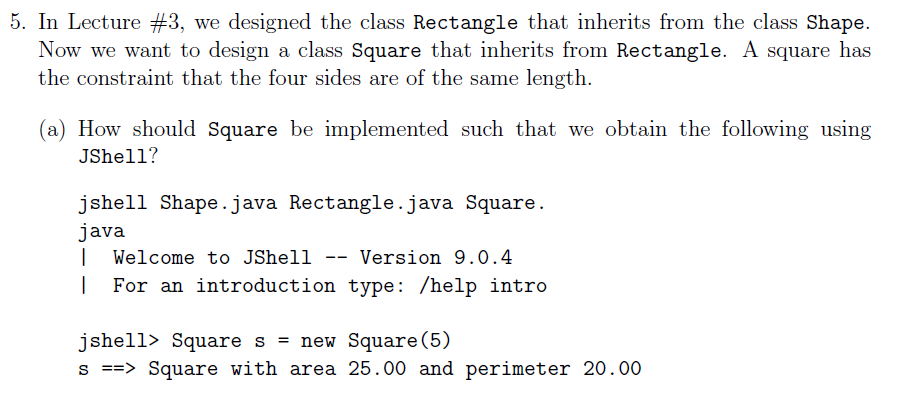 5. In Lecture #3, we designed the class Rectangle that inherits from the class Shape.
Now we want to design a class Square that inherits from Rectangle. A square has
the constraint that the four sides are of the same length.
(a) How should Square be implemented such that we obtain the following using
JShell?
jshell Shape.java Rectangle.java Square.
java
| Welcome to JShell -- Version 9.0.4
| For an introduction type: /help intro
jshell> Square s = new Square(5)
s ==> Square with area 25.00 and perimeter 20.00